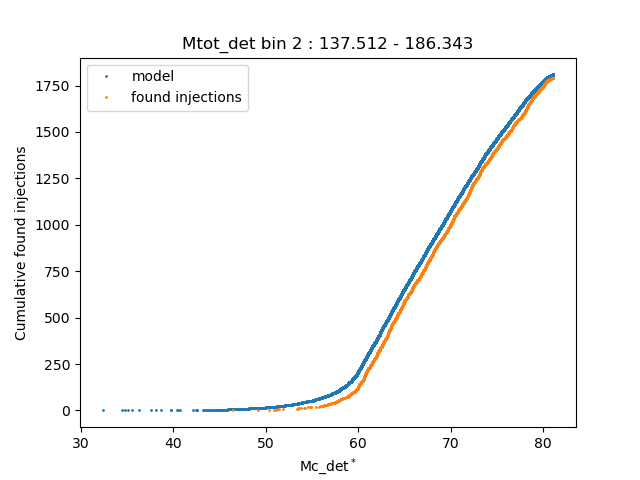 Mtot_det bin 2 : 137.512 - 186.343
model
found injections
Cumulative found injections
1750
1500
1250
1000
750
500
250
0
30 40 50 60 70 80
Mc_det*